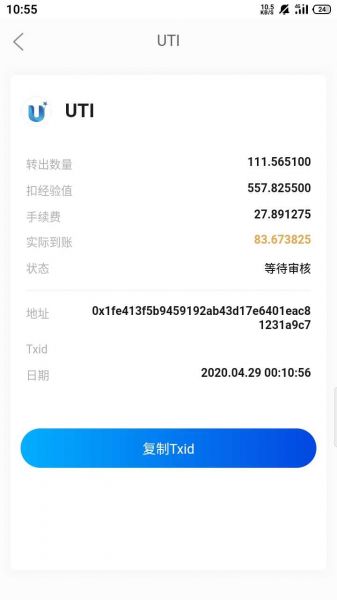 10:55
10.5
KB/S
4G
24
UTI
UTI
转出数量 111.565100
扣经验值 557.825500
手续费 27.891275
实际到账 83.673825
状态 等待审核
地址 0x1fe413f5b9459192ab43d17e6401eac8
1231a9c7
Txid
日期 2020.04.29 00:10:56
复制Txid